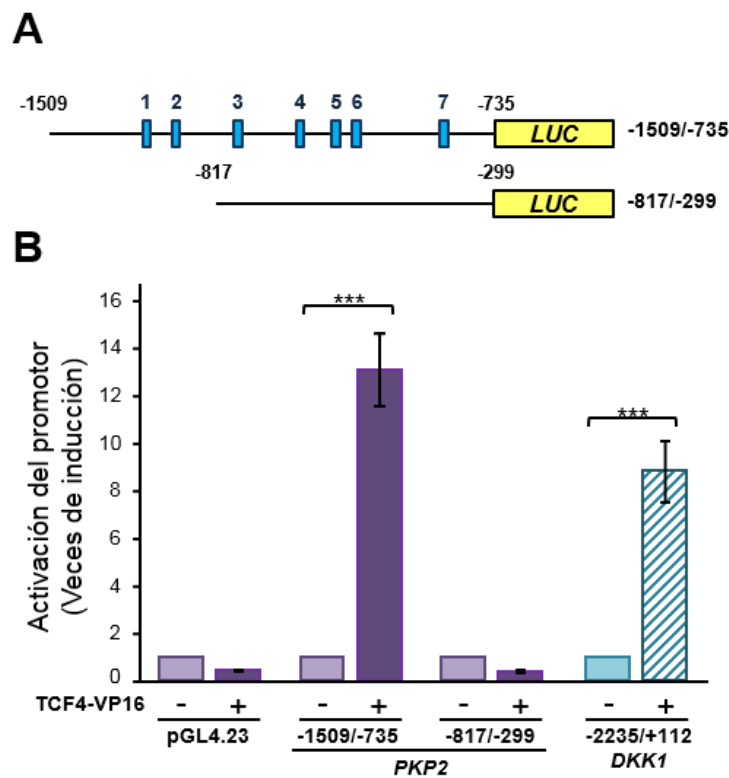 A
-1509 1 2 3 4 5 6 7 -735
LUC -1509/-735
-817 -299
LUC -817/-299
B
Activación del promotor
(Veces de inducción)
16
14
12
10
8
6
4
2
0
*** ***
TCF4-VP16 - + - + - + - +
pGL4.23 -1509/-735 -817/-299 -2235/+112
PKP2 DKK1